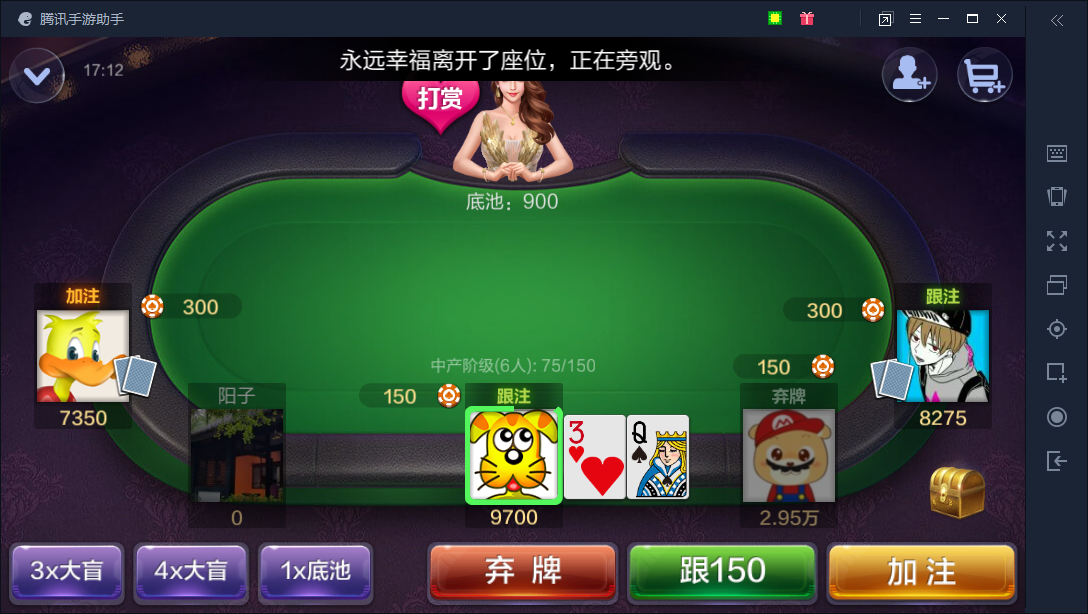 腾讯手游助手
永远幸福离开了座位，正在旁观。
17:12
打赏
底池：900
加注
300
300
跟注
中产阶级(6人): 75/150
150
阳子
150
跟注
弃牌
7350
8275
3
Q
0
9700
2.95万
3x大盲
4x大盲
1x底池
弃 牌
跟150
加 注